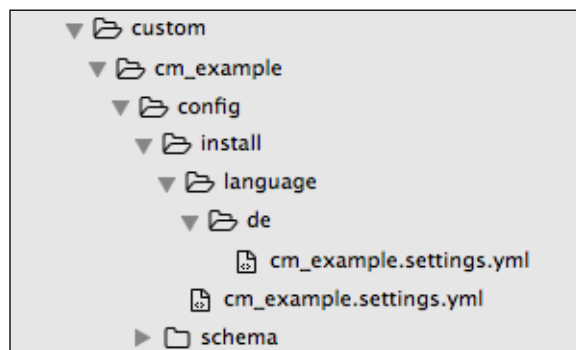 custom
cm_example
config
install
language
de
cm_example.settings.yml
cm_example.settings.yml
schema